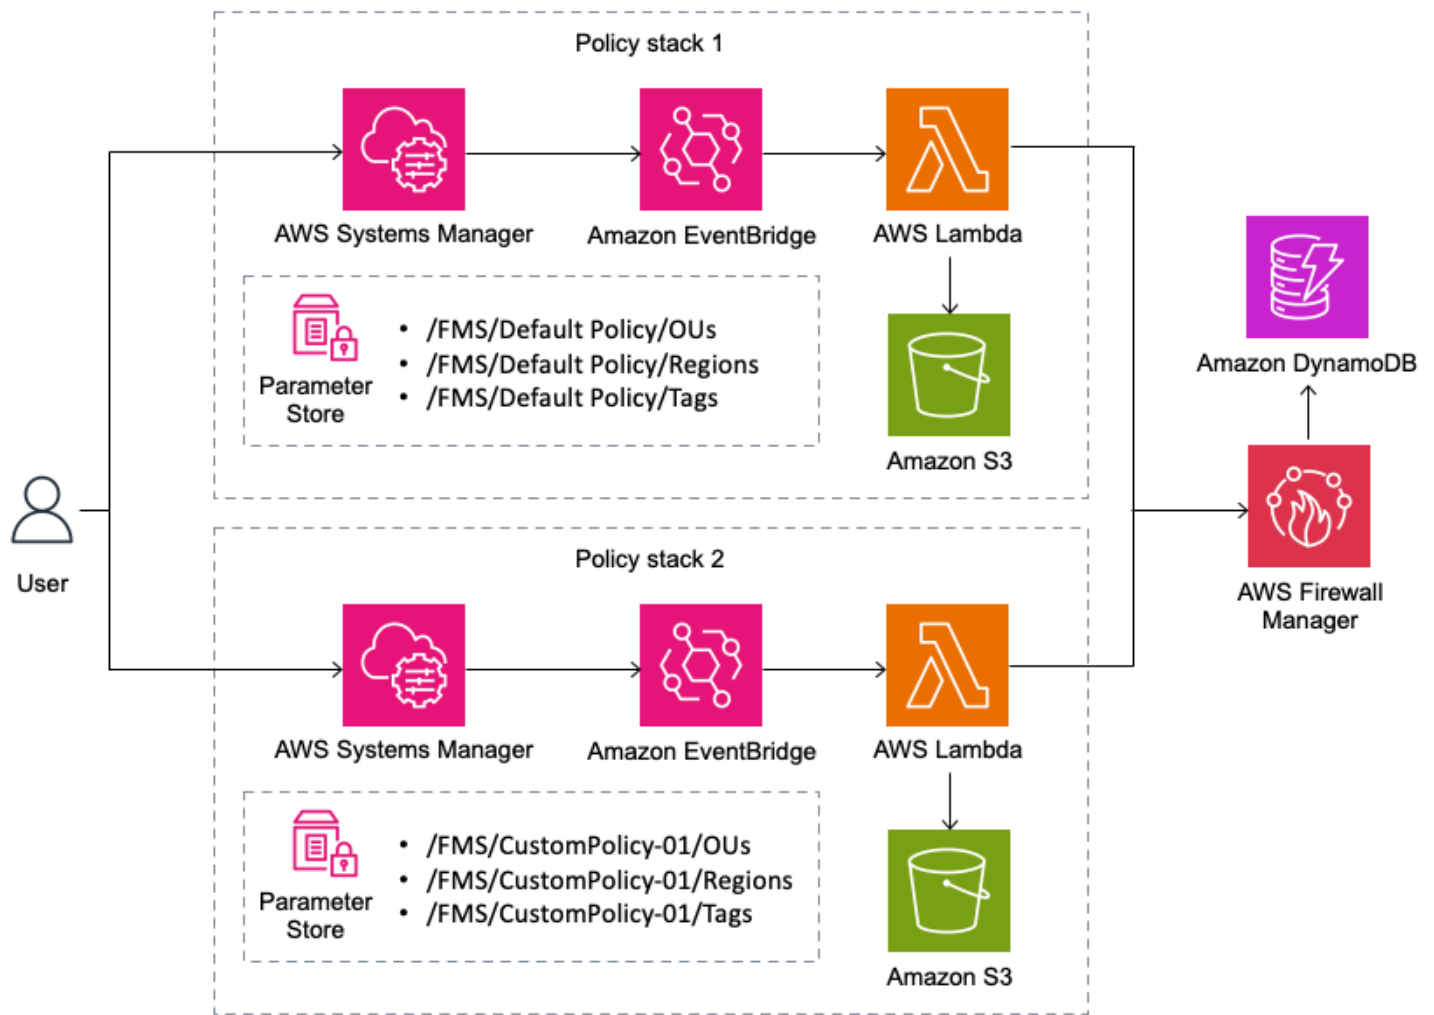 Policy stack 1
AWS Systems Manager
Amazon EventBridge
AWS Lambda
Parameter
Store
• /FMS/Default Policy/OUs
• /FMS/Default Policy/Regions
• /FMS/Default Policy/Tags
Amazon S3
Amazon DynamoDB
User
AWS Firewall
Manager
Policy stack 2
AWS Systems Manager
Amazon EventBridge
AWS Lambda
Parameter
Store
• /FMS/CustomPolicy-01/OUs
• /FMS/CustomPolicy-01/Regions
• /FMS/CustomPolicy-01/Tags
Amazon S3